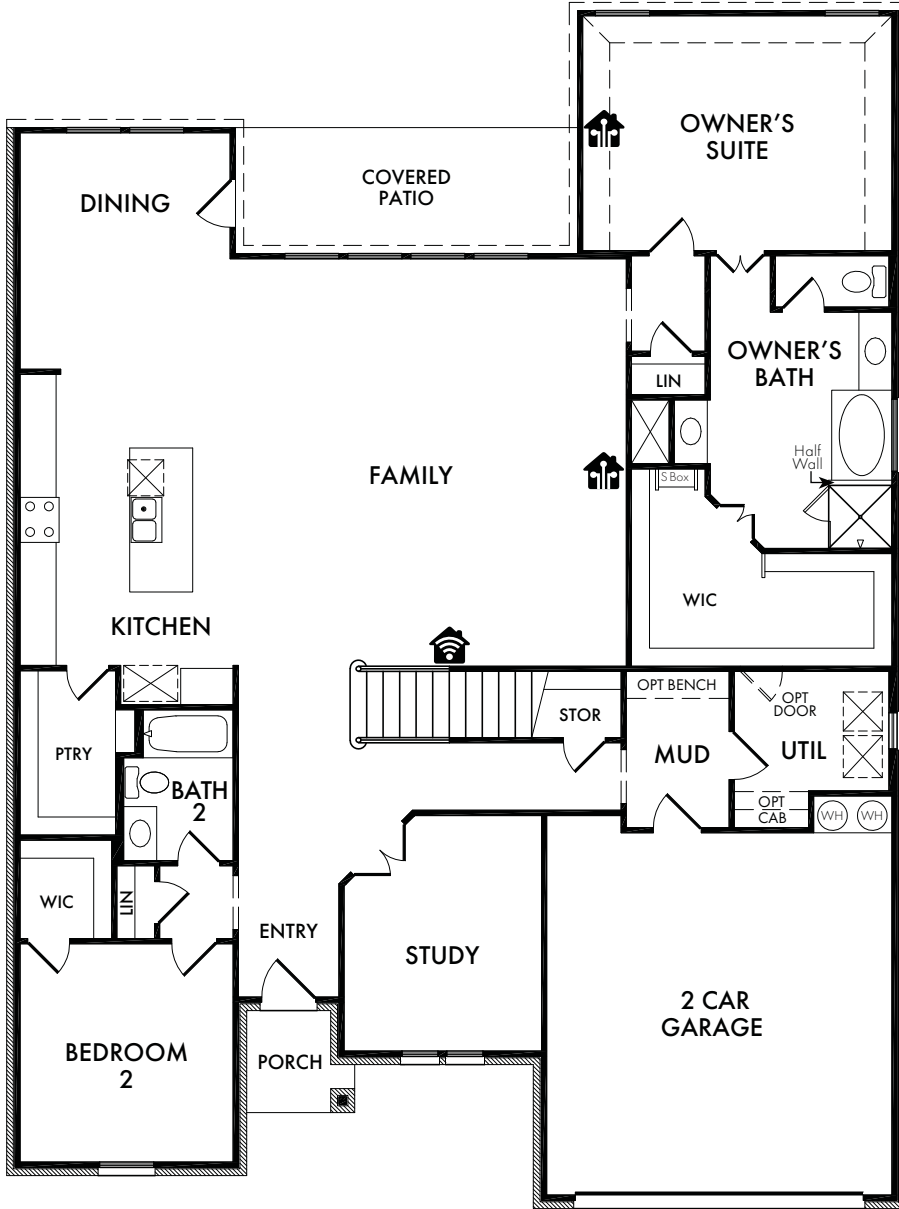 OWNER'S
SUITE
COVERED
PATIO
DINING
OWNER'S
BATH
LIN
Half
Wall
FAMILY
S Box
WIC
KITCHEN
OPT BENCH
OPT
DOOR
STOR
MUD
UTIL
PTRY
BATH
2
OPT
CAB
WH
WH
WIC
LIN
ENTRY
STUDY
2 CAR
GARAGE
BEDROOM
2
PORCH